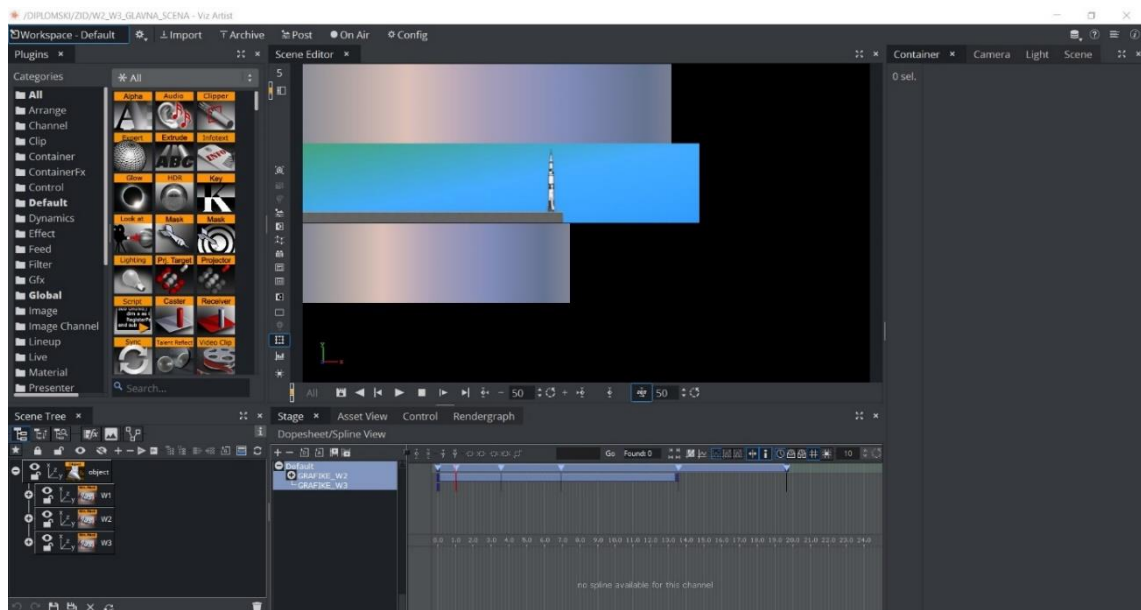 /DIPLOMSKI/ZID/W2_W3_GLAVNA_SCENA - Viz Artist
Workspace - Default Import Archive Post On Air Config
Plugins
Categories
All
Arrange
Channel
Clip
Container
ContainerFx
Control
Default
Dynamics
Effect
Feed
Filter
Gfx
Global
Image
Image Channel
Lineup
Live
Material
Presenter
All
Alpha Audio Clipper
Expert Extrude Infotext
Glow HDR Key
Look at Mask Mask
Lighting Prj. Target Projector
Script Caster Receiver
Sync Talent Reflect Video Clip
Search...
Scene Editor
5
All
50
50
Container Camera Light Scene
0 sel.
Scene Tree
object
W1
W2
W3
Stage Asset View Control Rendergraph
Dopesheet/Spline View
Go Found: 0
10
Default
GRAFIKE_W2
GRAFIKE_W3
0.0 1.0 2.0 3.0 4.0 5.0 6.0 7.0 8.0 9.0 10.0 11.0 12.0 13.0 14.0 15.0 16.0 17.0 18.0 19.0 20.0 21.0 22.0 23.0 24.0
no spline available for this channel